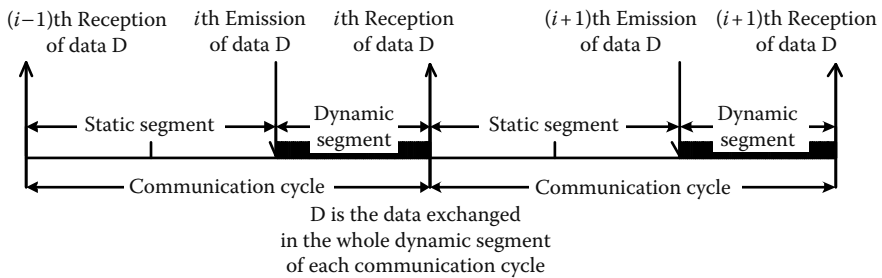 (i−1)th Reception
of data D
ith Emission
of data D
ith Reception
of data D
(i+1)th Emission
of data D
(i+1)th Reception
of data D
Static segment
Dynamic
segment
Static segment
Dynamic
segment
Communication cycle
Communication cycle
D is the data exchanged
in the whole dynamic segment
of each communication cycle